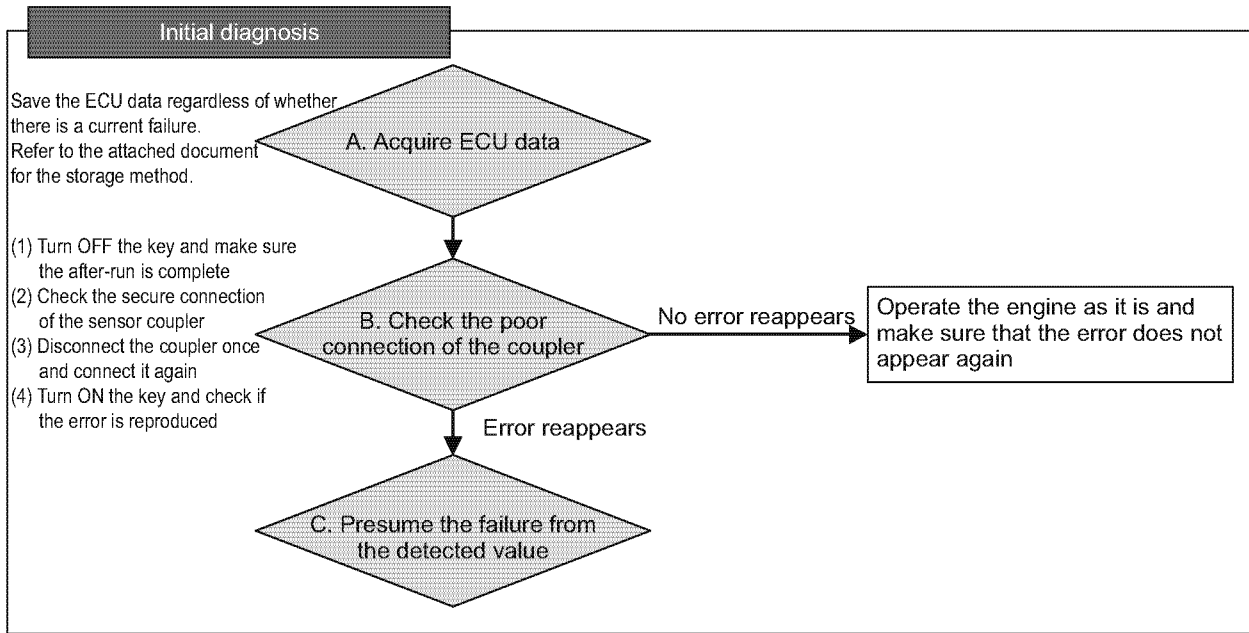 Initial diagnosis
Save the ECU data regardless of whether
there is a current failure.
Refer to the attached document
for the storage method.
A. Acquire ECU data
(1) Turn OFF the key and make sure
the after-run is complete
(2) Check the secure connection
of the sensor coupler
(3) Disconnect the coupler once
and connect it again
(4) Turn ON the key and check if
the error is reproduced
B. Check the poor
connection of the coupler
No error reappears
Operate the engine as it is and
make sure that the error does not
appear again
Error reappears
C. Presume the failure from
the detected value